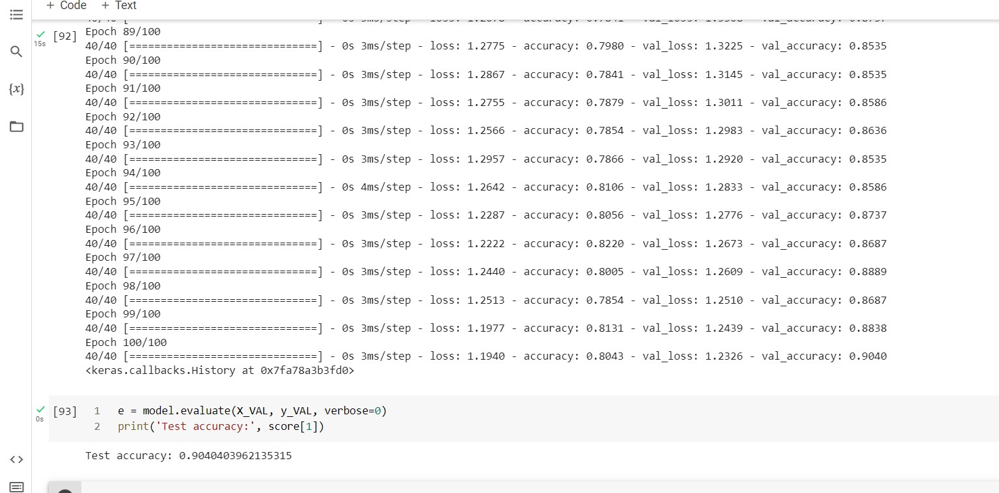 + Code + Text
[92] Epoch 89/100
15s
40/40 [==============================] - 0s 3ms/step - loss: 1.2775 - accuracy: 0.7980 - val_loss: 1.3225 - val_accuracy: 0.8535
Epoch 90/100
40/40 [==============================] - 0s 3ms/step - loss: 1.2867 - accuracy: 0.7841 - val_loss: 1.3145 - val_accuracy: 0.8535
Epoch 91/100
40/40 [==============================] - 0s 3ms/step - loss: 1.2755 - accuracy: 0.7879 - val_loss: 1.3011 - val_accuracy: 0.8586
Epoch 92/100
40/40 [==============================] - 0s 3ms/step - loss: 1.2566 - accuracy: 0.7854 - val_loss: 1.2983 - val_accuracy: 0.8636
Epoch 93/100
40/40 [==============================] - 0s 3ms/step - loss: 1.2957 - accuracy: 0.7866 - val_loss: 1.2920 - val_accuracy: 0.8535
Epoch 94/100
40/40 [==============================] - 0s 4ms/step - loss: 1.2642 - accuracy: 0.8106 - val_loss: 1.2833 - val_accuracy: 0.8586
Epoch 95/100
40/40 [==============================] - 0s 3ms/step - loss: 1.2287 - accuracy: 0.8056 - val_loss: 1.2776 - val_accuracy: 0.8737
Epoch 96/100
40/40 [==============================] - 0s 3ms/step - loss: 1.2222 - accuracy: 0.8220 - val_loss: 1.2673 - val_accuracy: 0.8687
Epoch 97/100
40/40 [==============================] - 0s 3ms/step - loss: 1.2440 - accuracy: 0.8005 - val_loss: 1.2609 - val_accuracy: 0.8889
Epoch 98/100
40/40 [==============================] - 0s 3ms/step - loss: 1.2513 - accuracy: 0.7854 - val_loss: 1.2510 - val_accuracy: 0.8687
Epoch 99/100
40/40 [==============================] - 0s 3ms/step - loss: 1.1977 - accuracy: 0.8131 - val_loss: 1.2439 - val_accuracy: 0.8838
Epoch 100/100
40/40 [==============================] - 0s 3ms/step - loss: 1.1940 - accuracy: 0.8043 - val_loss: 1.2326 - val_accuracy: 0.9040
<keras.callbacks.History at 0x7fa78a3b3fd0>
[93] 1 e = model.evaluate(X_VAL, y_VAL, verbose=0)
0s
2 print('Test accuracy:', score[1])
Test accuracy: 0.9040403962135315
{x}
<>